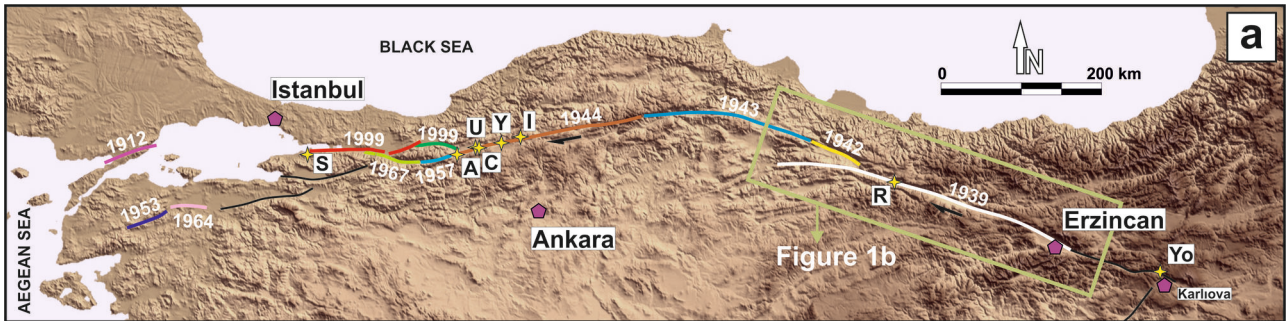 a
BLACK SEA
N
0
200 km
Istanbul
1912
1999
1999
U
Y
I
1944
1943
1942
S
1967
1957
A
C
R
1939
1953
1964
Ankara
Erzincan
Figure 1b
Yo
Karlıova
AEGEAN SEA